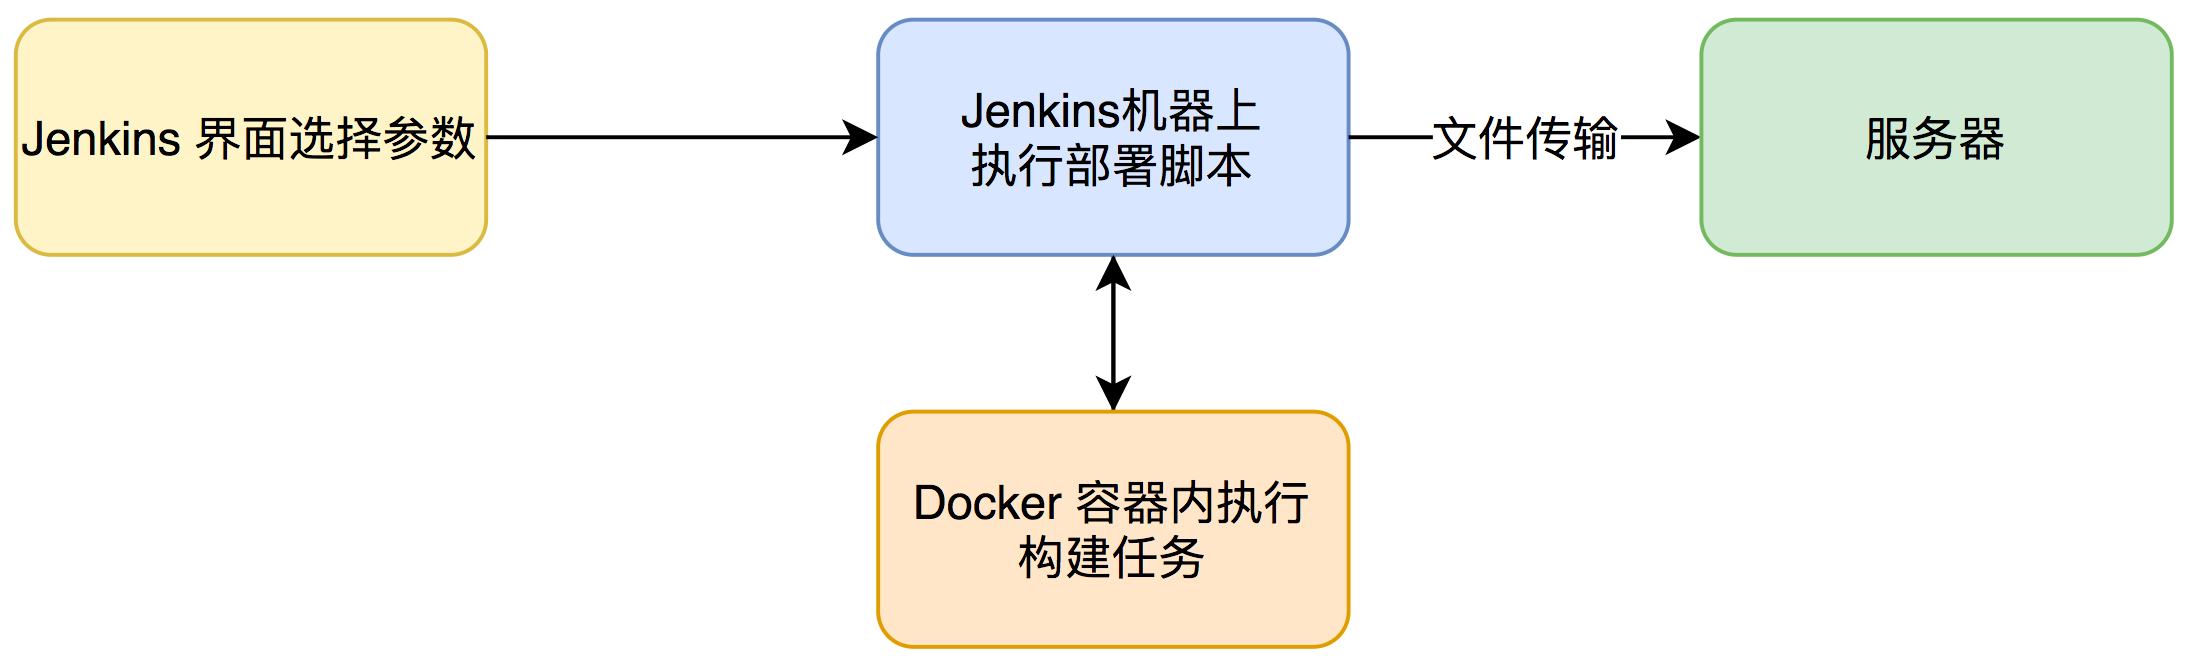 Jenkins 界面选择参数
Jenkins机器上
执行部署脚本
文件传输
服务器
Docker 容器内执行
构建任务